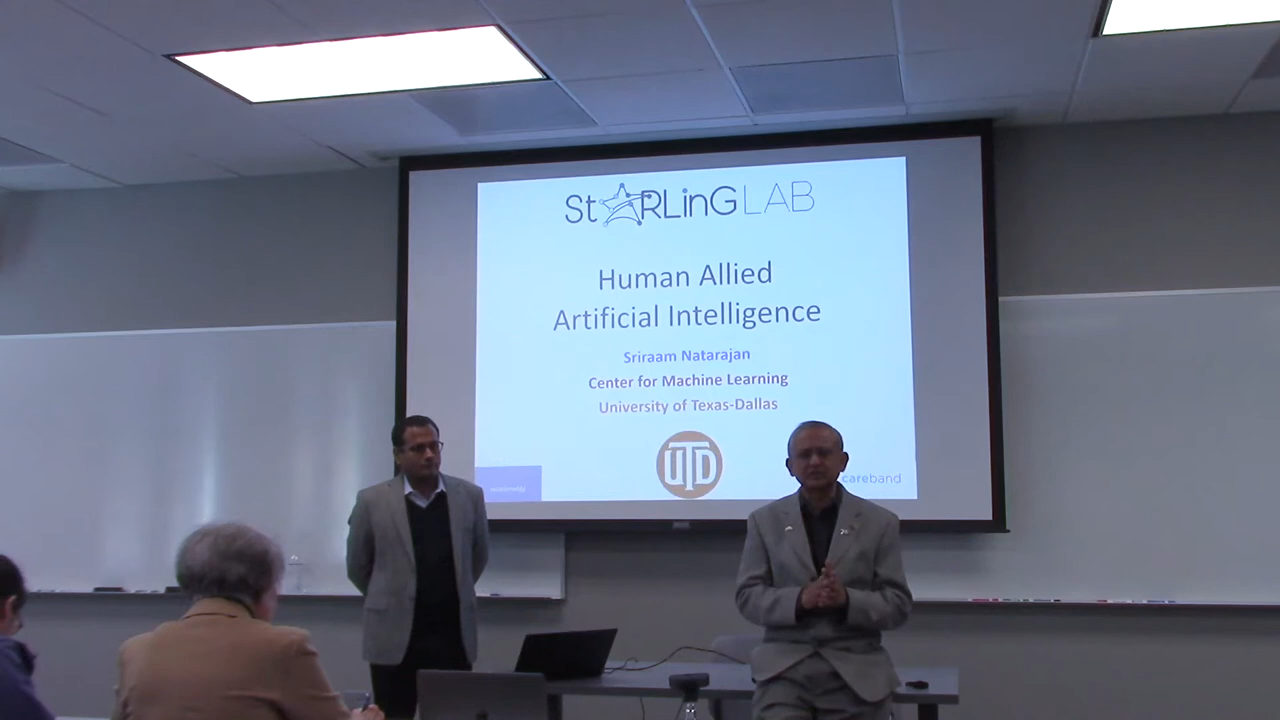 StARLinG LAB
Human Allied
Artificial Intelligence
Sriraam Natarajan
Center for Machine Learning
University of Texas-Dallas
UTD
careband